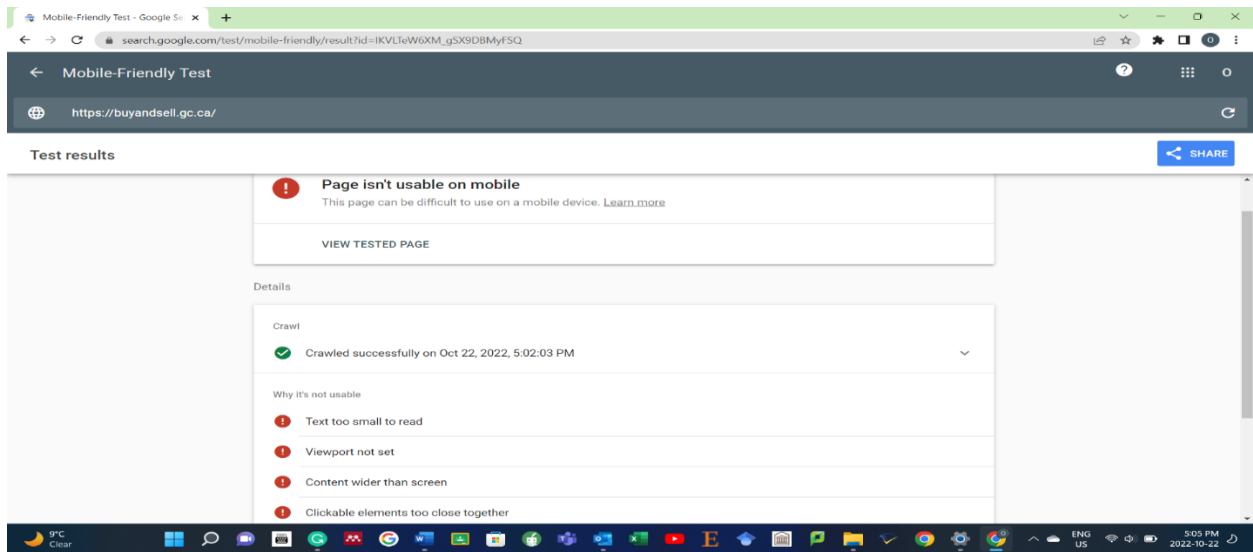 Mobile-Friendly Test - Google Se
search.google.com/test/mobile-friendly/result?id=IKVLTeW6XM_gSX9DBMyFSQ
Mobile-Friendly Test
https://buyandsell.gc.ca/
Test results
SHARE
Page isn't usable on mobile
This page can be difficult to use on a mobile device. Learn more
VIEW TESTED PAGE
Details
Crawl
Crawled successfully on Oct 22, 2022, 5:02:03 PM
Why it's not usable
Text too small to read
Viewport not set
Content wider than screen
Clickable elements too close together
9°C
Clear
ENG
US
5:05 PM
2022-10-22